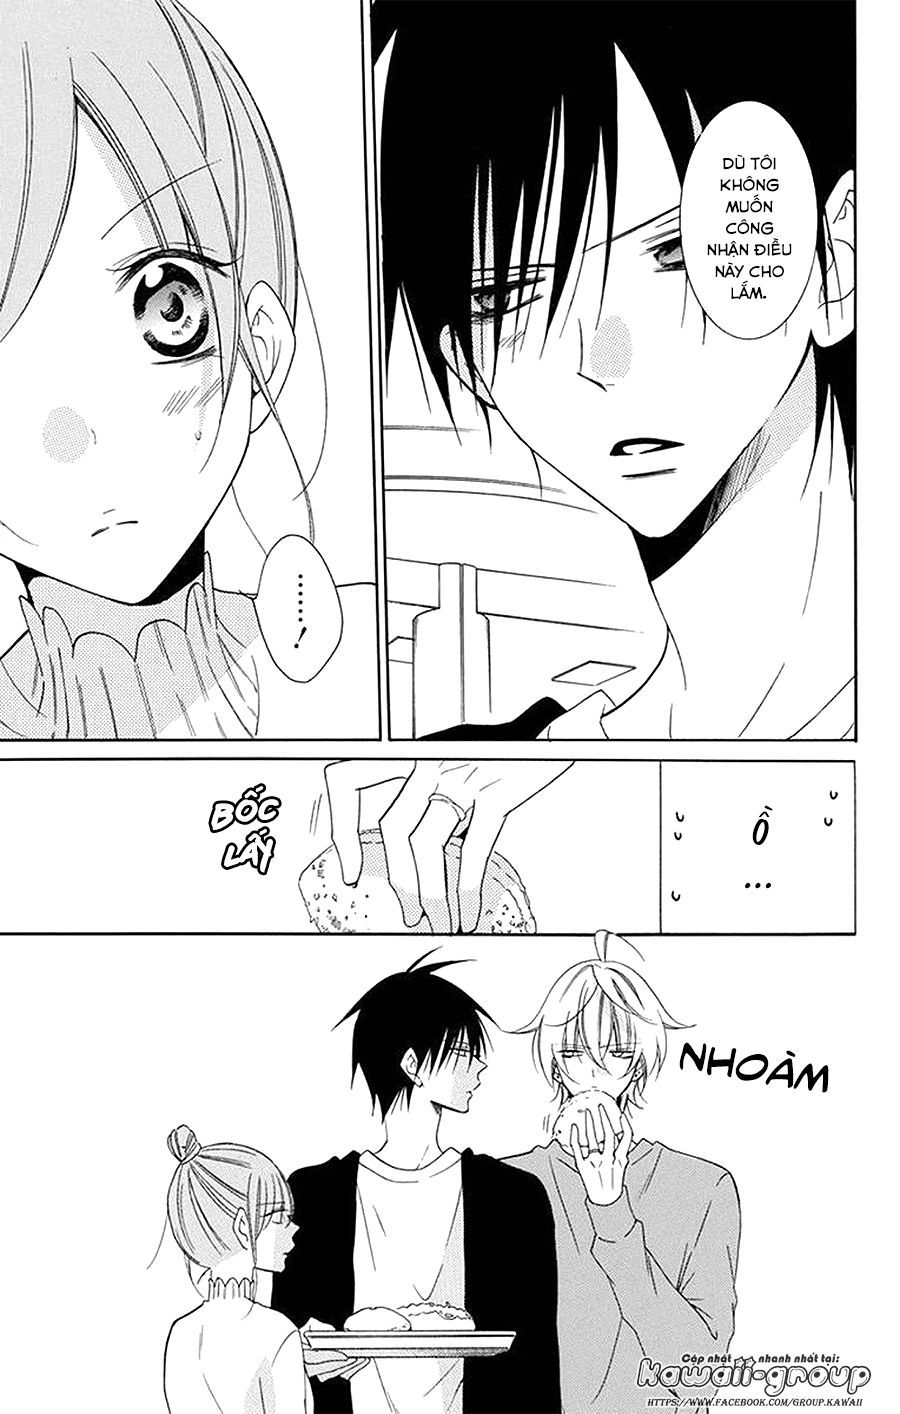 DÙ TÔI
KHÔNG
MUỐN
CÔNG
NHẬN ĐIỀU
NÀY CHO
LẮM.
......!
Ồ
...
BỐC
LẤY
NHOÀM
Cập nhật nhanh nhất tại:
kawaii-group
HTTPS://WWW.FACEBOOK.COM/GROUP.KAWAII